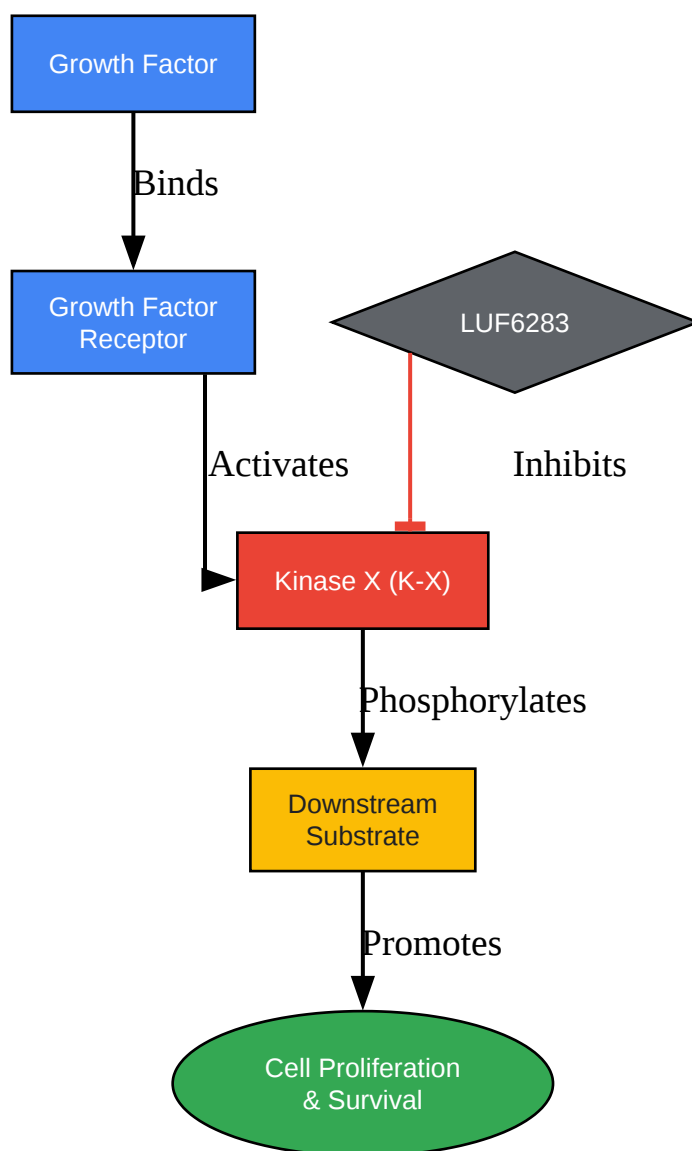 Growth Factor
Binds
Growth Factor
Receptor
LUF6283
Activates
Inhibits
Kinase X (K-X)
Phosphorylates
Downstream
Substrate
Promotes
Cell Proliferation
& Survival